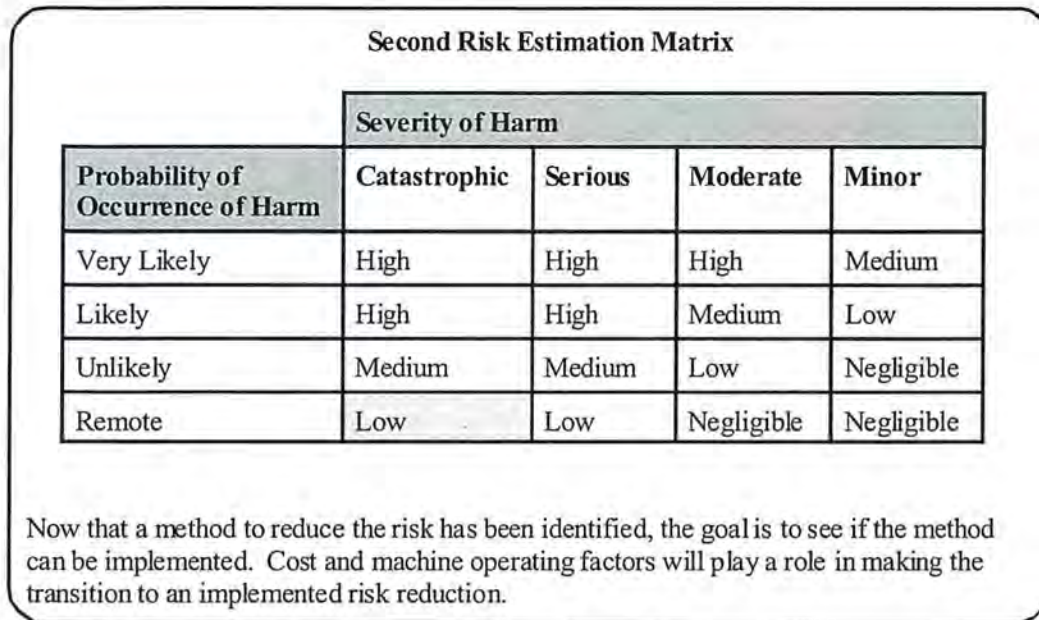 Second Risk Estimation Matrix
Severity of Harm
Probability of Occurrence of Harm Catastrophic Serious Moderate Minor
Very Likely High High High Medium
Likely High High Medium Low
Unlikely Medium Medium Low Negligible
Remote Low Low Negligible Negligible
Now that a method to reduce the risk has been identified, the goal is to see if the method
can be implemented. Cost and machine operating factors will play a role in making the
transition to an implemented risk reduction.